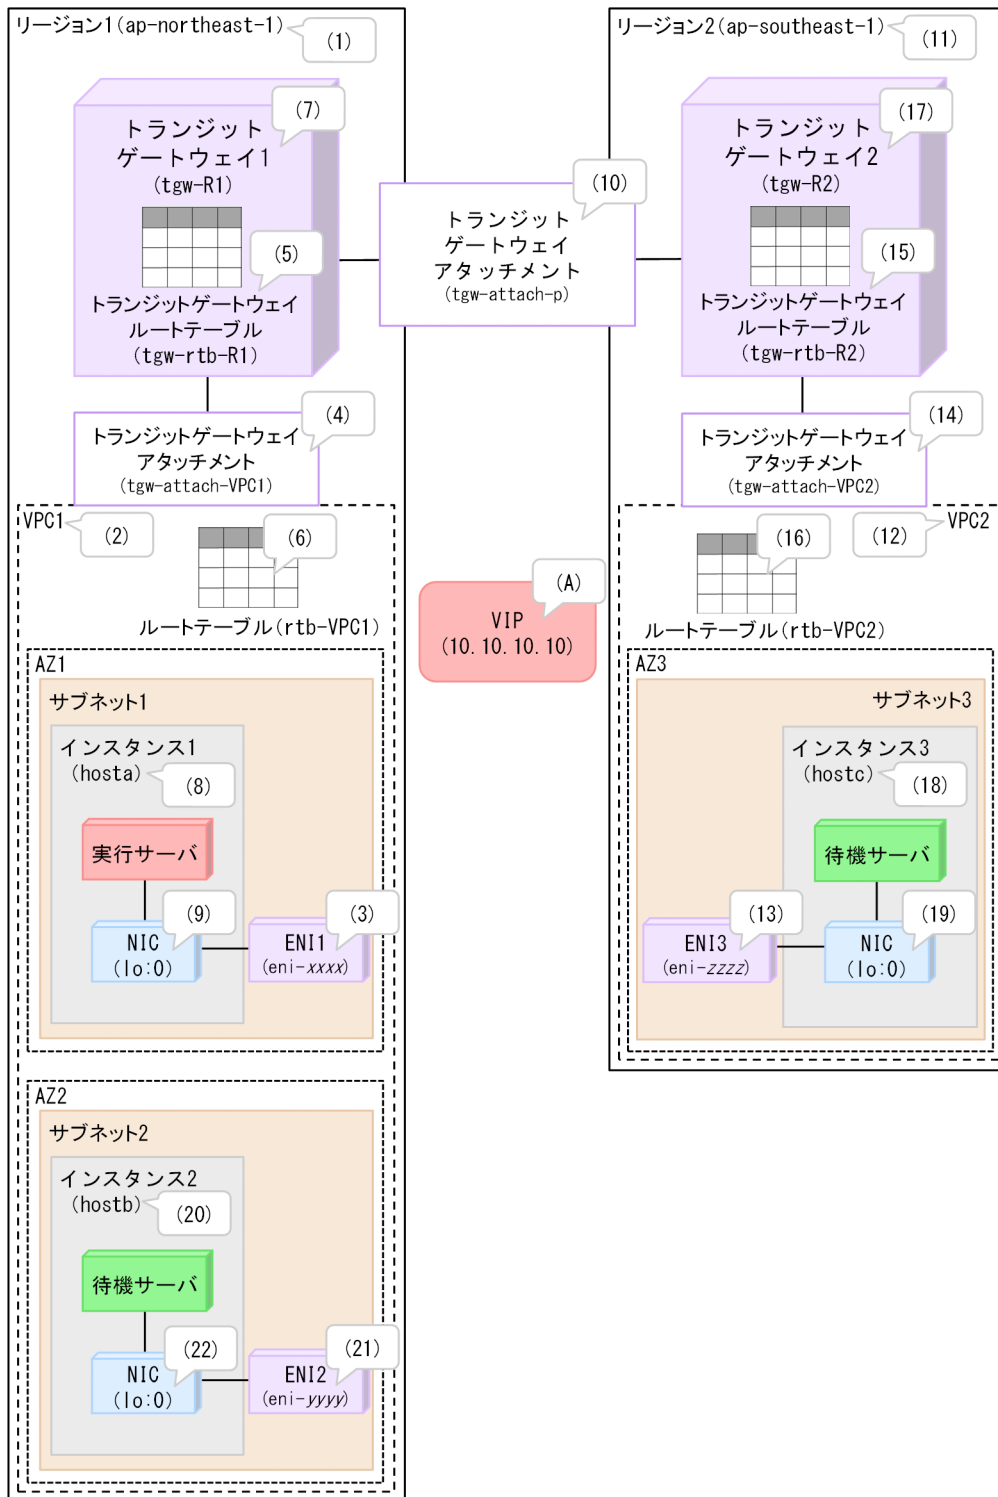 リージョン1(ap-northeast-1)
(1)
(7)
トランジット
ゲートウェイ1
(tgw-R1)
(5)
トランジットゲートウェイ
ルートテーブル
(tgw-rtb-R1)
(10)
トランジット
ゲートウェイ
アタッチメント
(tgw-attach-p)
リージョン2(ap-southeast-1)
(11)
(17)
トランジット
ゲートウェイ2
(tgw-R2)
(15)
トランジットゲートウェイ
ルートテーブル
(tgw-rtb-R2)
(4)
トランジットゲートウェイ
アタッチメント
(tgw-attach-VPC1)
(14)
トランジットゲートウェイ
アタッチメント
(tgw-attach-VPC2)
VPC1
(2)
(6)
ルートテーブル(rtb-VPC1)
(A)
VIP
(10.10.10.10)
(16)
(12)
VPC2
ルートテーブル(rtb-VPC2)
AZ1
サブネット1
インスタンス1
(hosta)
(8)
実行サーバ
(9)
NIC
(lo:0)
(3)
ENI1
(eni-xxxx)
AZ3
サブネット3
インスタンス3
(hostc)
(18)
待機サーバ
(13)
ENI3
(eni-zzzz)
(19)
NIC
(lo:0)
AZ2
サブネット2
インスタンス2
(hostb)
(20)
待機サーバ
(22)
NIC
(lo:0)
(21)
ENI2
(eni-yyyy)